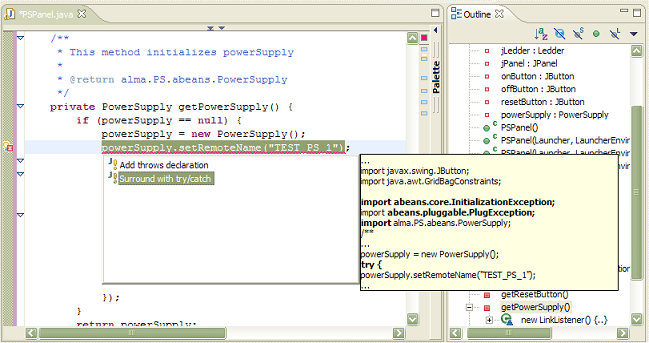 *PSPanel.java
/**
* This method initializes powerSupply
*
* @return alma.PS.abeans.PowerSupply
*/
private PowerSupply getPowerSupply() {
if (powerSupply == null) {
powerSupply = new PowerSupply();
powerSupply.setRemoteName("TEST_PS_1");
Add throws declaration
Surround with try/catch
});
}
return powerSupply;
Palette
...
import javax.swing.JButton;
import java.awt.GridBagConstraints;
import abeans.core.InitializationException;
import abeans.pluggable.PlugException;
import alma.PS.abeans.PowerSupply;
/**
...
powerSupply = new PowerSupply();
try {
powerSupply.setRemoteName("TEST_PS_1");
...
Outline
jLedder : Ledder
jPanel : JPanel
onButton : JButton
offButton : JButton
resetButton : JButton
powerSupply : PowerSupply
PSPanel()
PSPanel(Launcher, LauncherEnvir
getResetButton()
getPowerSupply()
new LinkListener() {..}